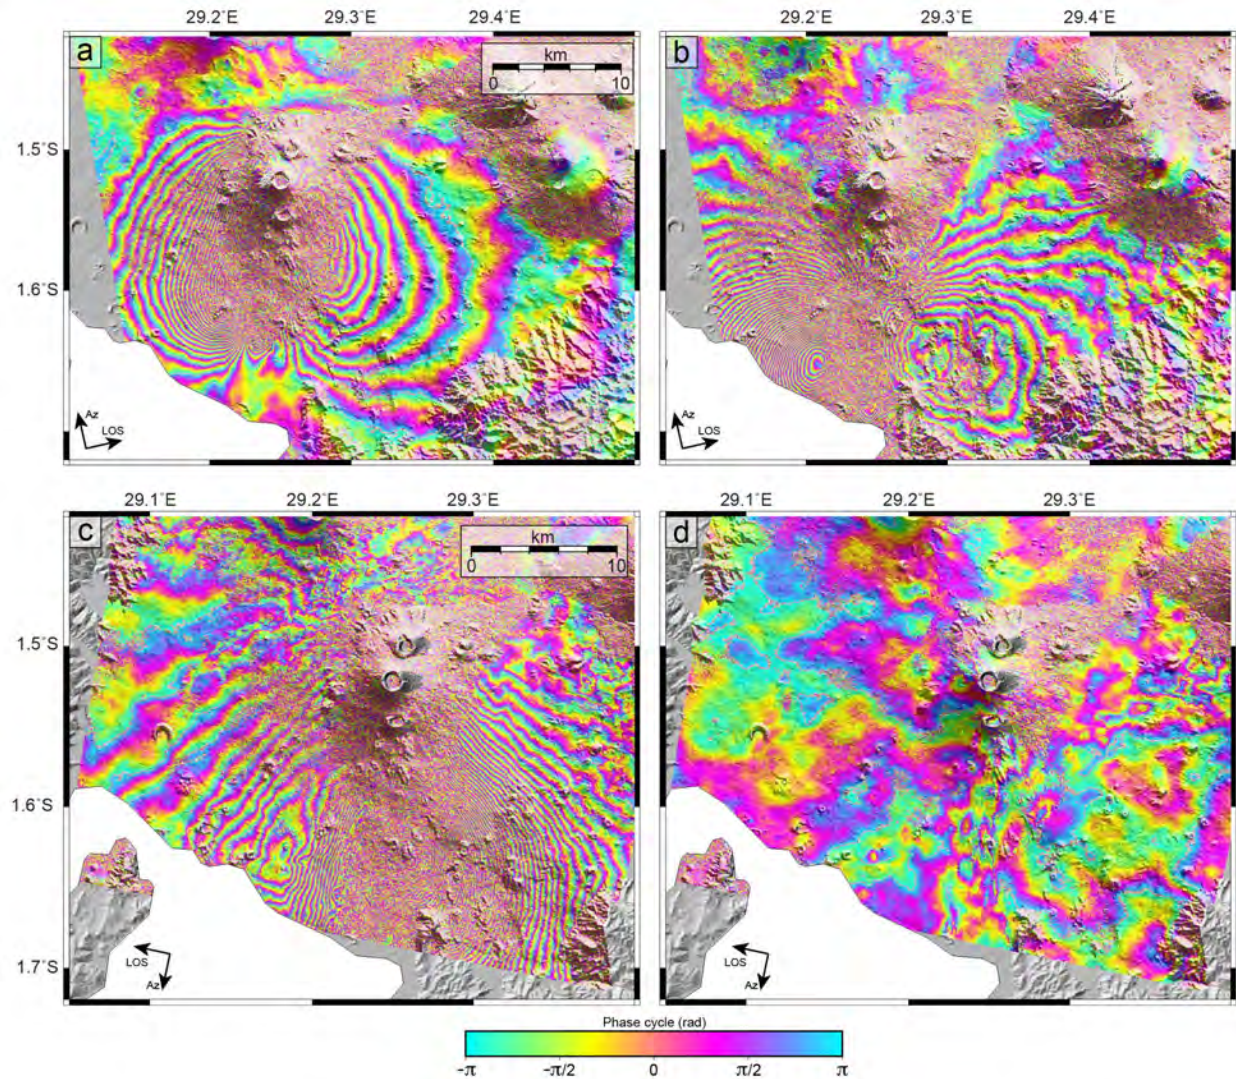 29.2°E 29.3°E 29.4°E 29.2°E 29.3°E 29.4°E
a
km
0 10
b
1.5°S
1.6°S
Az
LOS
Az
LOS
29.1°E 29.2°E 29.3°E 29.1°E 29.2°E 29.3°E
c
km
0 10
d
1.5°S
1.6°S
1.7°S
LOS
Az
LOS
Az
Phase cycle (rad)
-π -π/2 0 π/2 π